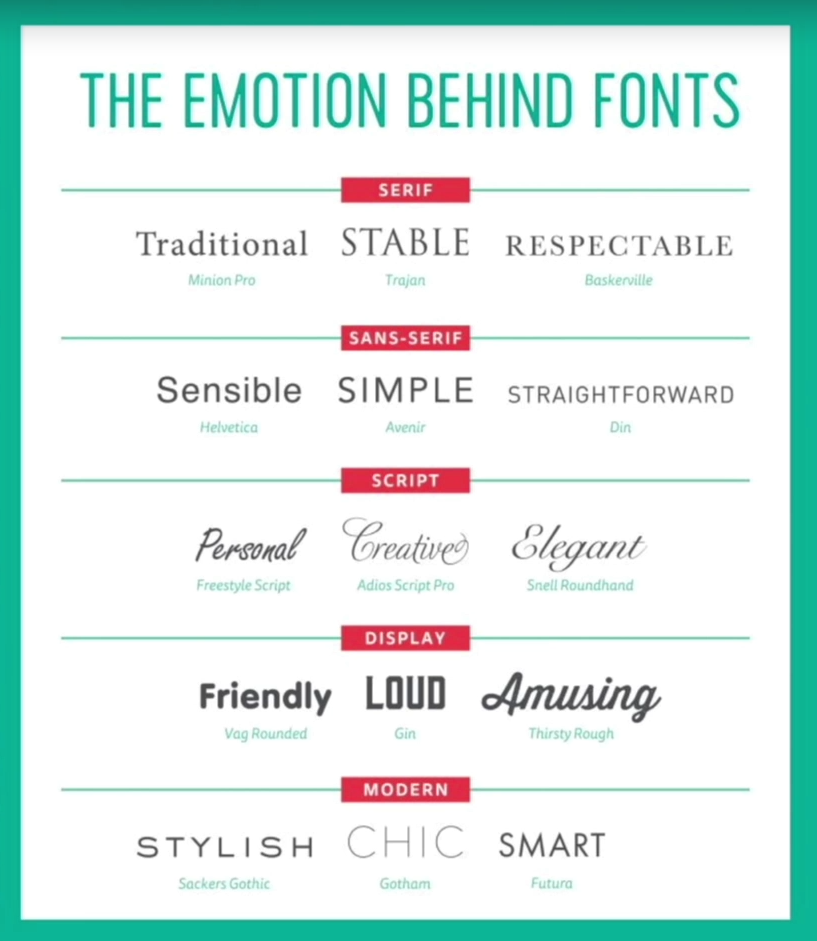 THE EMOTION BEHIND FONTS
SERIF
Traditional STABLE RESPECTABLE
Minion Pro Trajan Baskerville
SANS-SERIF
Sensible SIMPLE STRAIGHTFORWARD
Helvetica Avenir Din
SCRIPT
Personal Creative Elegant
Freestyle Script Adios Script Pro Snell Roundhand
DISPLAY
Friendly LOUD Amusing
Vag Rounded Gin Thirsty Rough
MODERN
STYLISH CHIC SMART
Sackers Gothic Gotham Futura